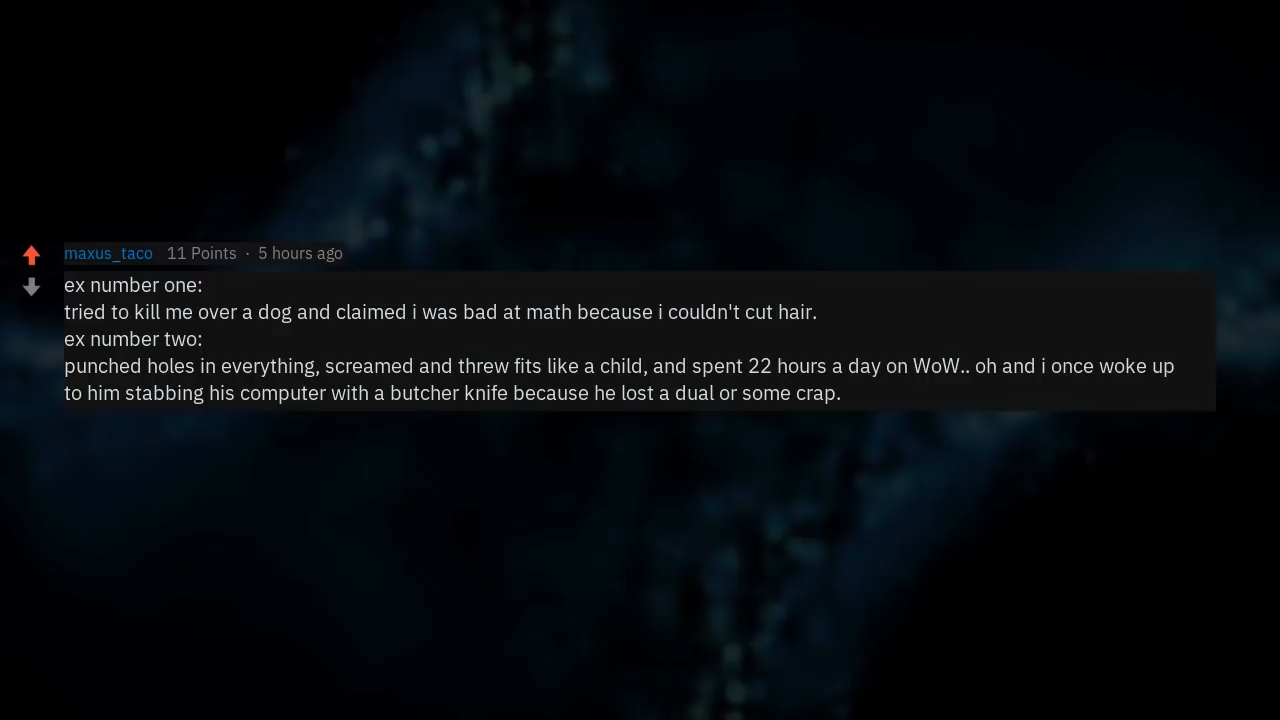 maxus_taco 11 Points · 5 hours ago
ex number one:
tried to kill me over a dog and claimed i was bad at math because i couldn't cut hair.
ex number two:
punched holes in everything, screamed and threw fits like a child, and spent 22 hours a day on WoW.. oh and i once woke up
to him stabbing his computer with a butcher knife because he lost a dual or some crap.